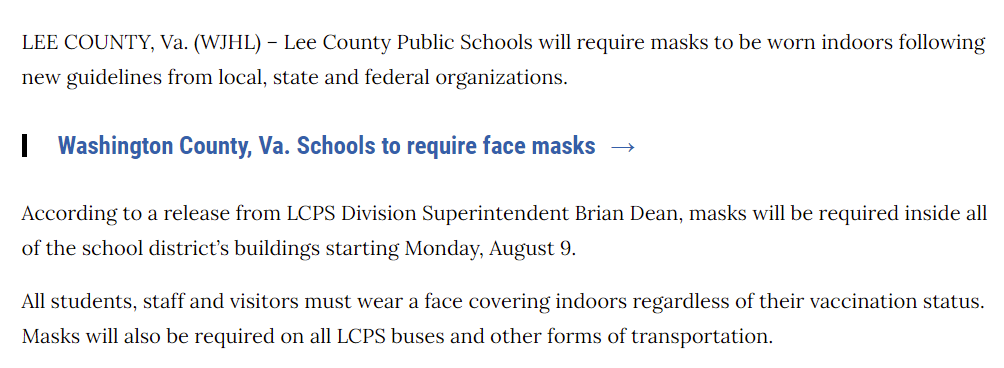 LEE COUNTY, Va. (WJHL) – Lee County Public Schools will require masks to be worn indoors following
new guidelines from local, state and federal organizations.
Washington County, Va. Schools to require face masks →
According to a release from LCPS Division Superintendent Brian Dean, masks will be required inside all
of the school district’s buildings starting Monday, August 9.
All students, staff and visitors must wear a face covering indoors regardless of their vaccination status.
Masks will also be required on all LCPS buses and other forms of transportation.